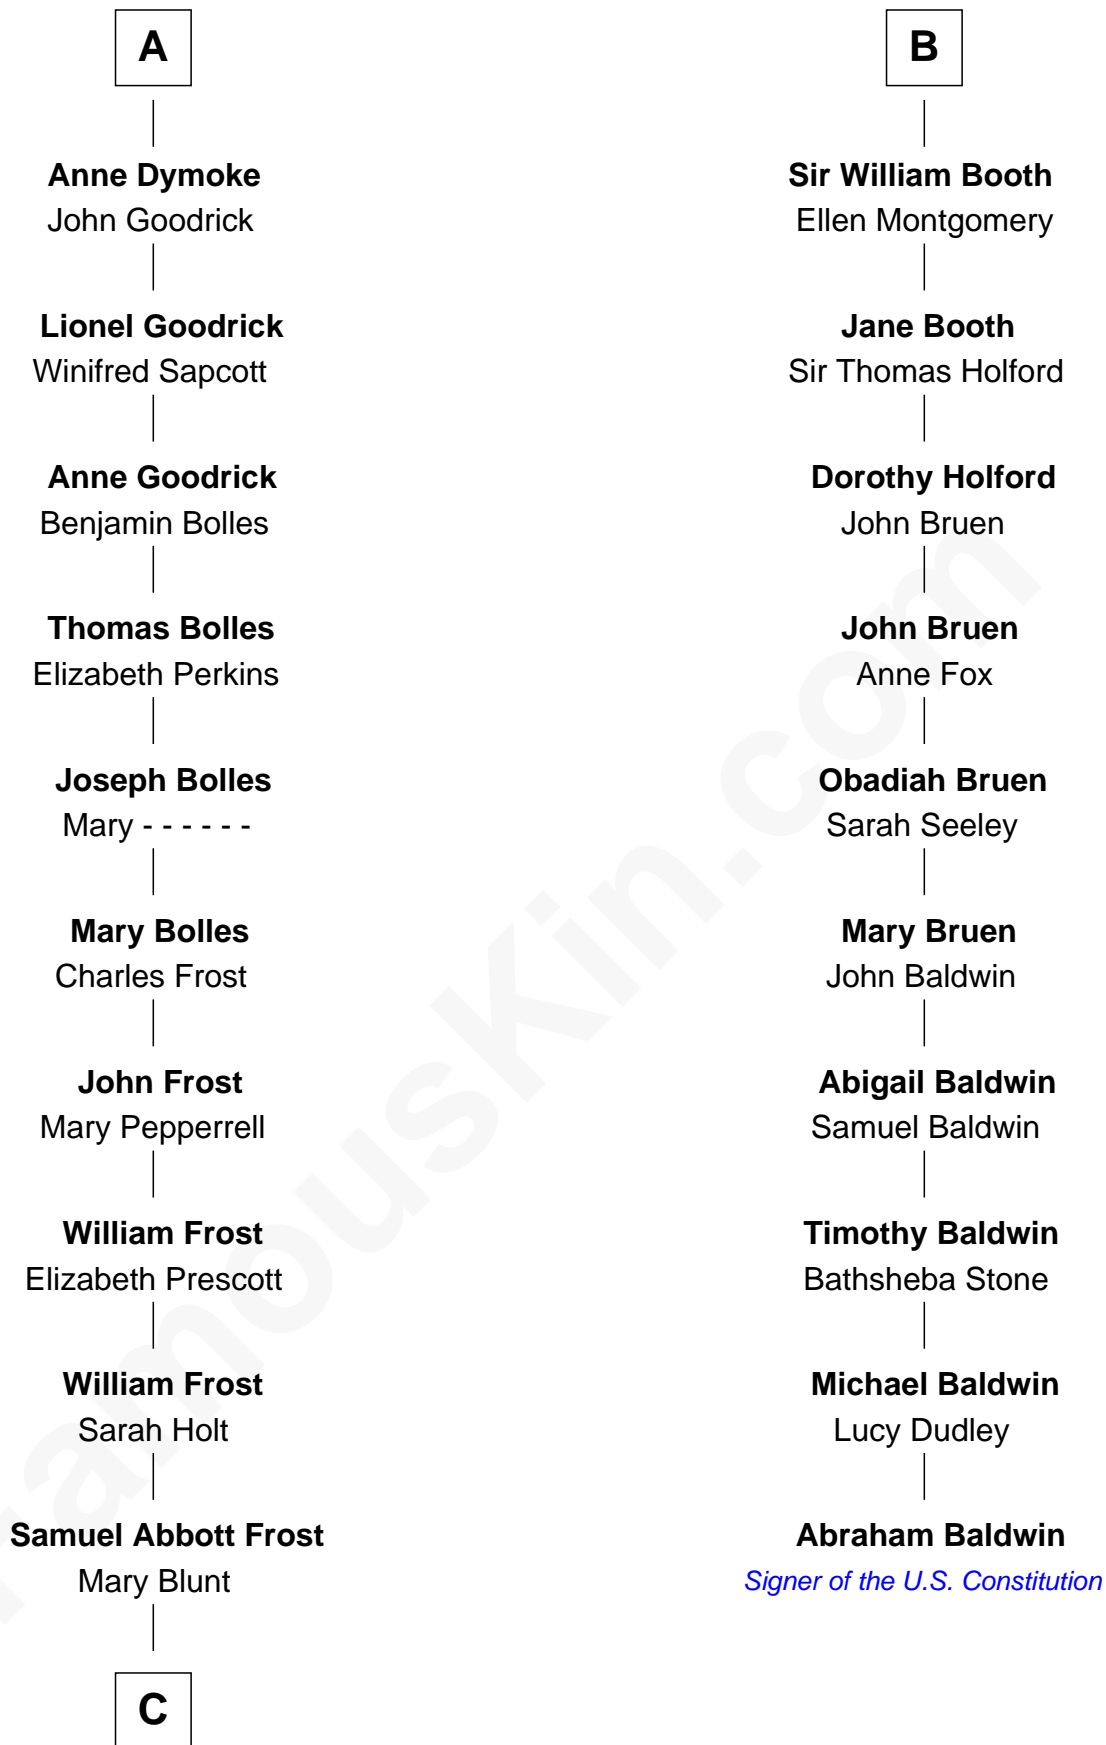 A
Anne Dymoke
John Goodrick
Lionel Goodrick
Winifred Sapcott
Anne Goodrick
Benjamin Bolles
Thomas Bolles
Elizabeth Perkins
Joseph Bolles
Mary - - - - - -
Mary Bolles
Charles Frost
John Frost
Mary Pepperrell
William Frost
Elizabeth Prescott
William Frost
Sarah Holt
Samuel Abbott Frost
Mary Blunt
C
B
Sir William Booth
Ellen Montgomery
Jane Booth
Sir Thomas Holford
Dorothy Holford
John Bruen
John Bruen
Anne Fox
Obadiah Bruen
Sarah Seeley
Mary Bruen
John Baldwin
Abigail Baldwin
Samuel Baldwin
Timothy Baldwin
Bathsheba Stone
Michael Baldwin
Lucy Dudley
Abraham Baldwin
Signer of the U.S. Constitution
FamousKin.com